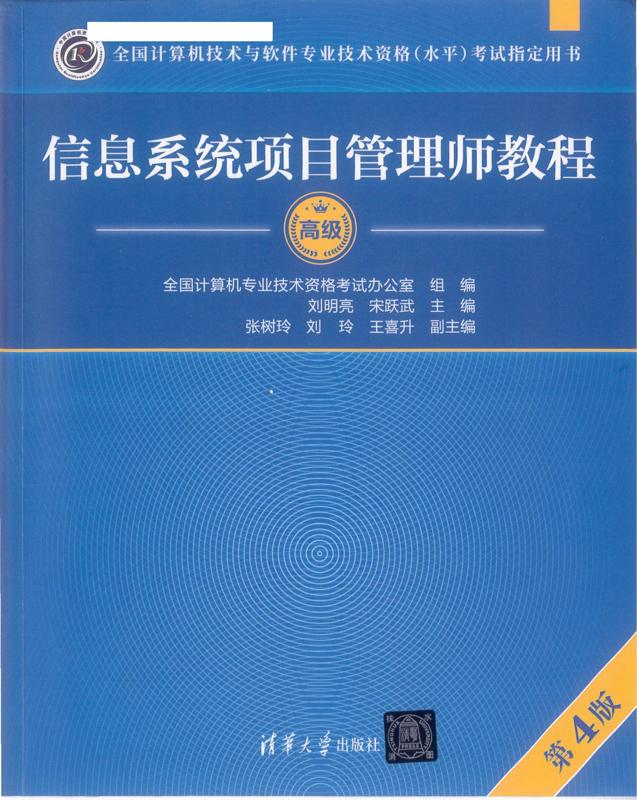 全国计算机技术与软件专业技术资格（水平）考试指定用书
信息系统项目管理师教程
高级
全国计算机专业技术资格考试办公室 组 编
刘明亮 宋跃武 主 编
张树玲 刘 玲 王喜升 副主编
清华大学出版社
PRESS
第4版